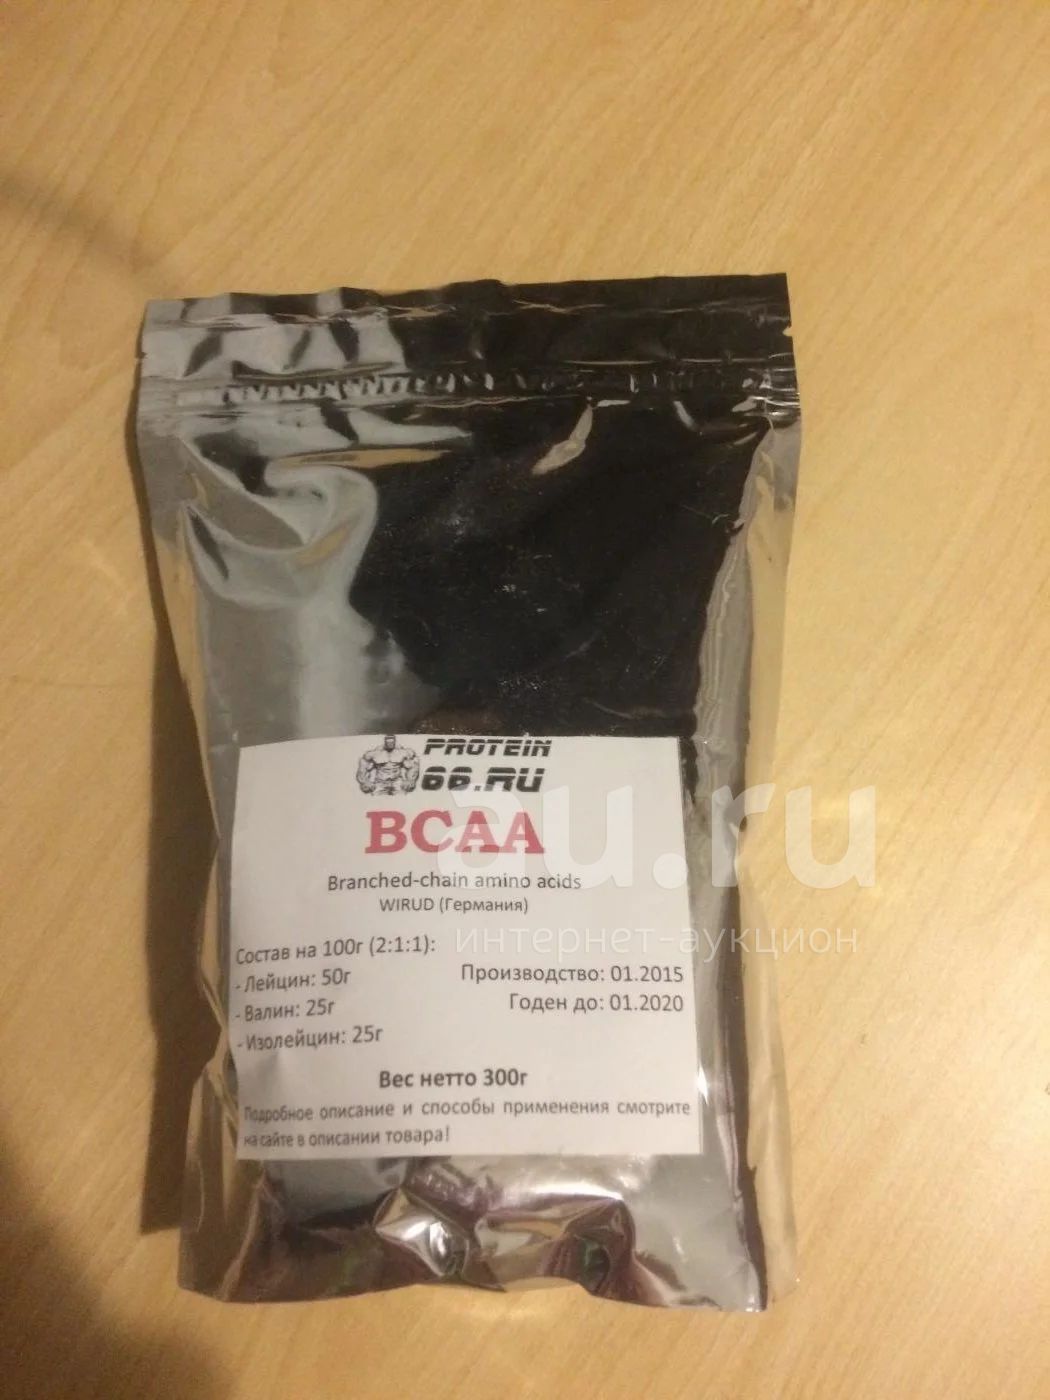 PROTEIN
66.RU
BCAA
Branched-chain amino acids
WIRUD (Германия)
Состав на 100г (2:1:1):
- Лейцин: 50г
- Валин: 25г
- Изолейцин: 25г
Производство: 01.2015
Годен до: 01.2020
Вес нетто 300г
Подробное описание и способы применения смотрите
на сайте в описании товара!
au.ru
интернет-аукцион